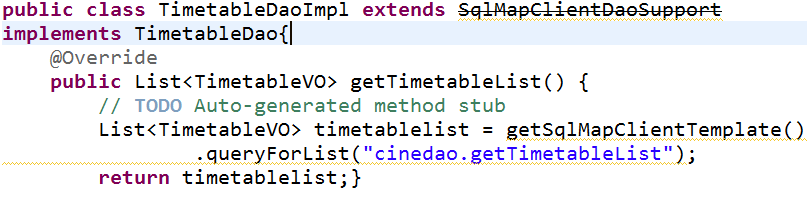 public class TimetableDaoImpl extends SqlMapClientDaoSupport
implements TimetableDao{
@Override
public List<TimetableVO> getTimetableList() {
// TODO Auto-generated method stub
List<TimetableVO> timetablelist = getSqlMapClientTemplate()
.queryForList("cinedao.getTimetableList");
return timetablelist;}